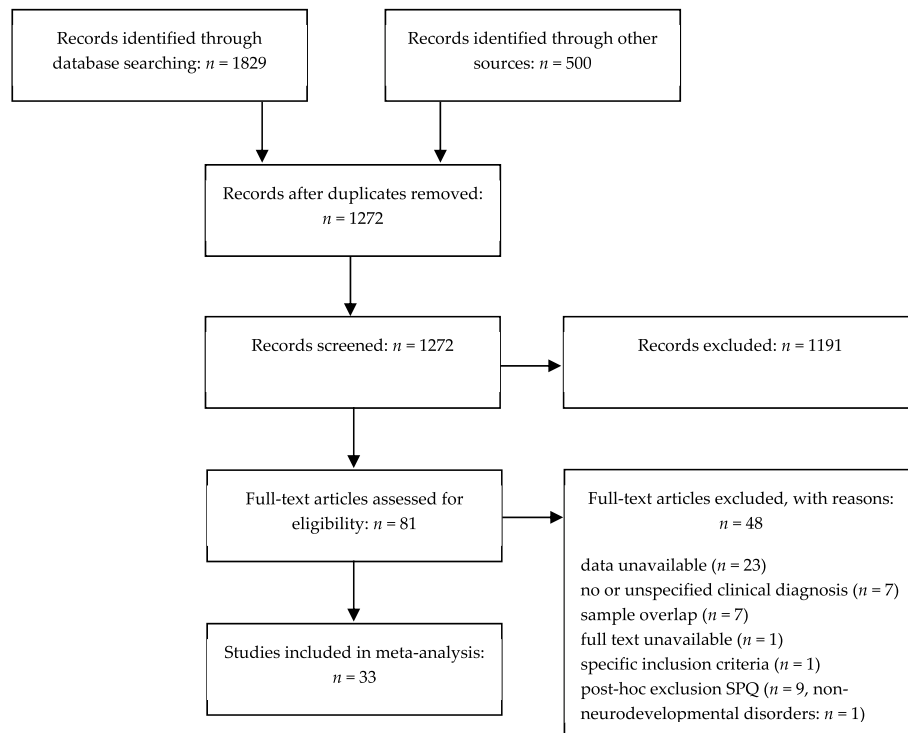 Records identified through
database searching: n = 1829
Records identified through other
sources: n = 500
Records after duplicates removed:
n = 1272
Records screened: n = 1272
Records excluded: n = 1191
Full-text articles assessed for
eligibility: n = 81
Full-text articles excluded, with reasons:
n = 48
data unavailable (n = 23)
no or unspecified clinical diagnosis (n = 7)
sample overlap (n = 7)
full text unavailable (n = 1)
specific inclusion criteria (n = 1)
post-hoc exclusion SPQ (n = 9, non-
neurodevelopmental disorders: n = 1)
Studies included in meta-analysis:
n = 33